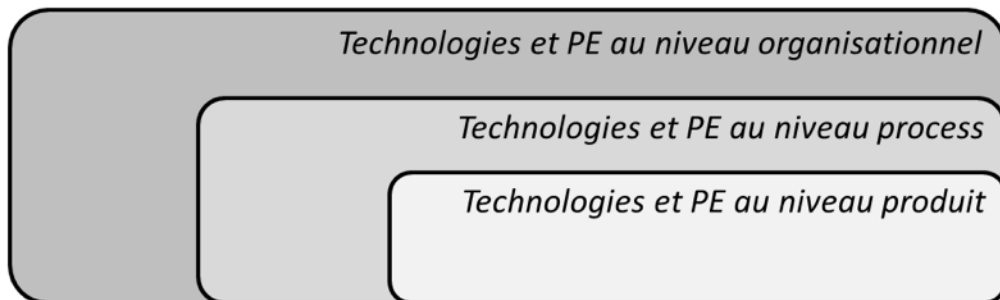 Technologies et PE au niveau organisationnel
Technologies et PE au niveau process
Technologies et PE au niveau produit